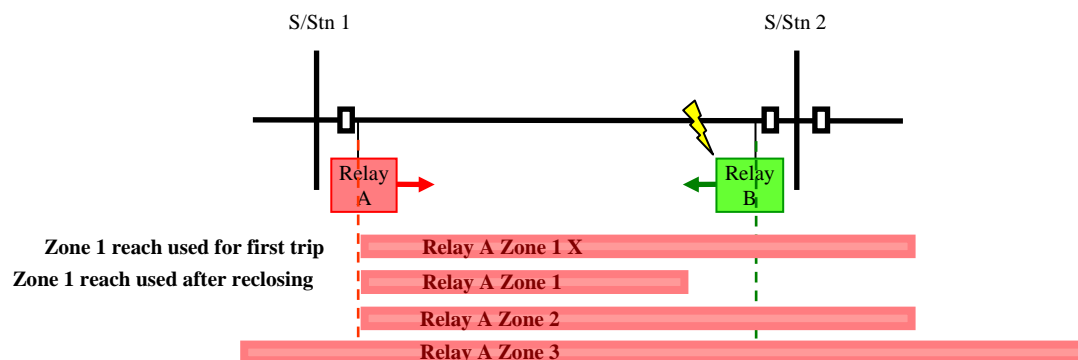 S/Stn 1
S/Stn 2
Relay
A
Relay
B
Zone 1 reach used for first trip
Relay A Zone 1 X
Zone 1 reach used after reclosing
Relay A Zone 1
Relay A Zone 2
Relay A Zone 3